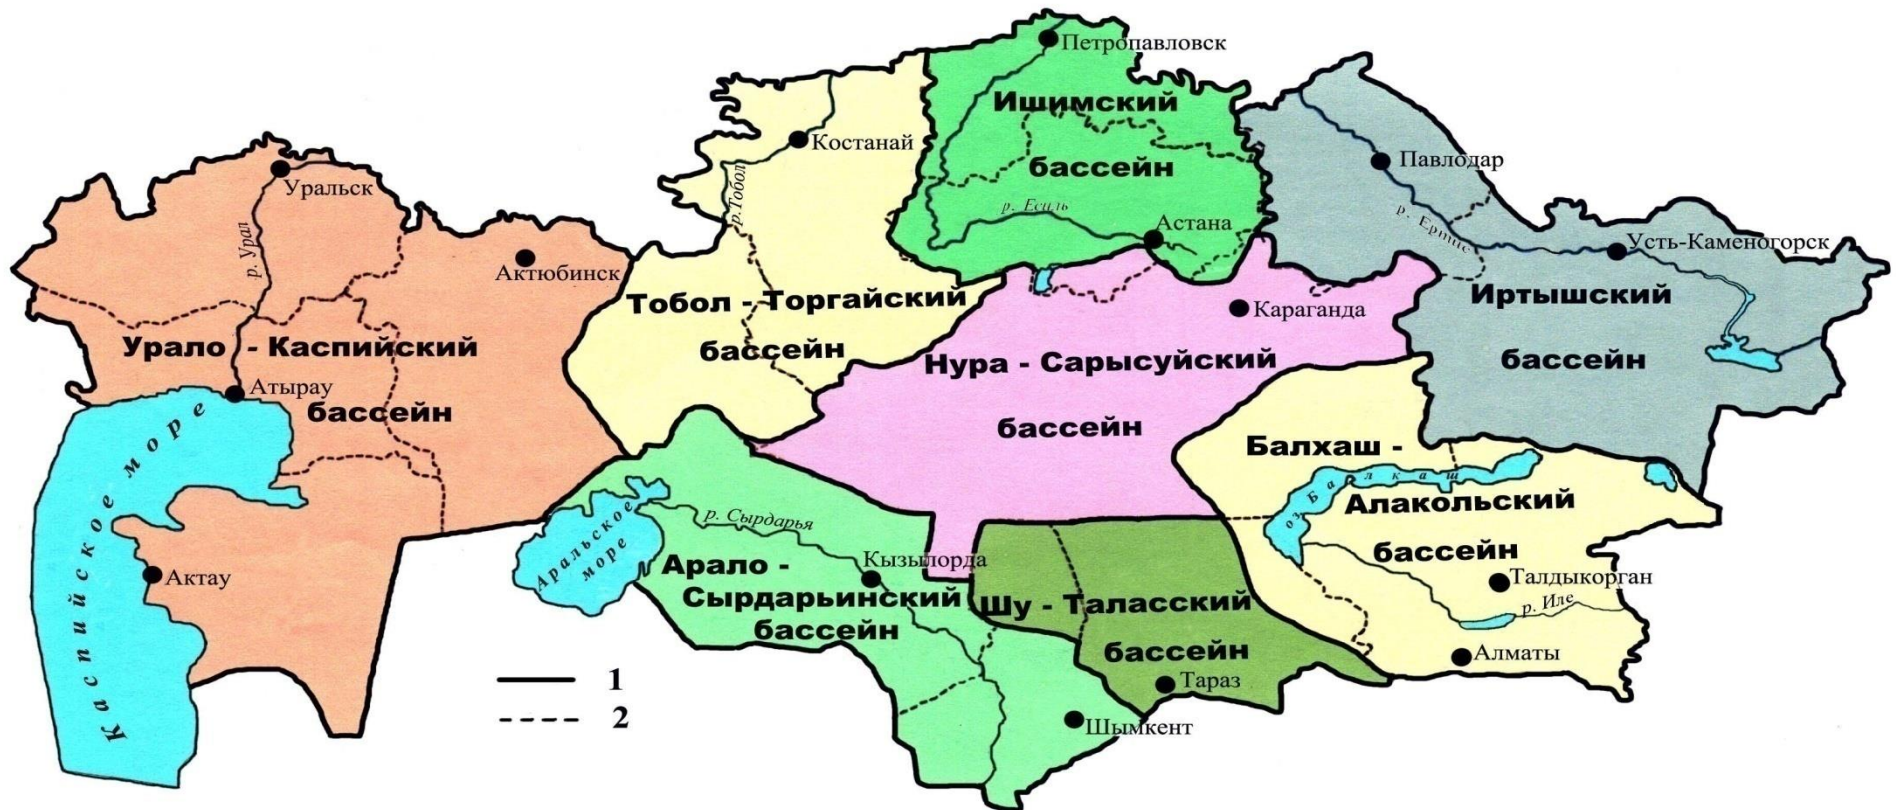 Петропавловск
Ишимский
бассейн
р. Есиль
Астана
Костанай
р.Тобол
Тобол - Торгайский
бассейн
Уральск
р. Урал
Актюбинск
Урало - Каспийский
бассейн
Атырау
Каспийское море
Актау
Павлодар
р. Ертис
Усть-Каменогорск
Иртышский
бассейн
Караганда
Нура - Сарысуйский
бассейн
Балхаш -
Алакольский
бассейн
оз. Балкаш
Талдыкорган
р. Иле
Алматы
Аральское
море
р. Сырдарья
Кызылорда
Арало -
Сырдарьинский
бассейн
Шу - Таласский
бассейн
Тараз
Шымкент
1
2